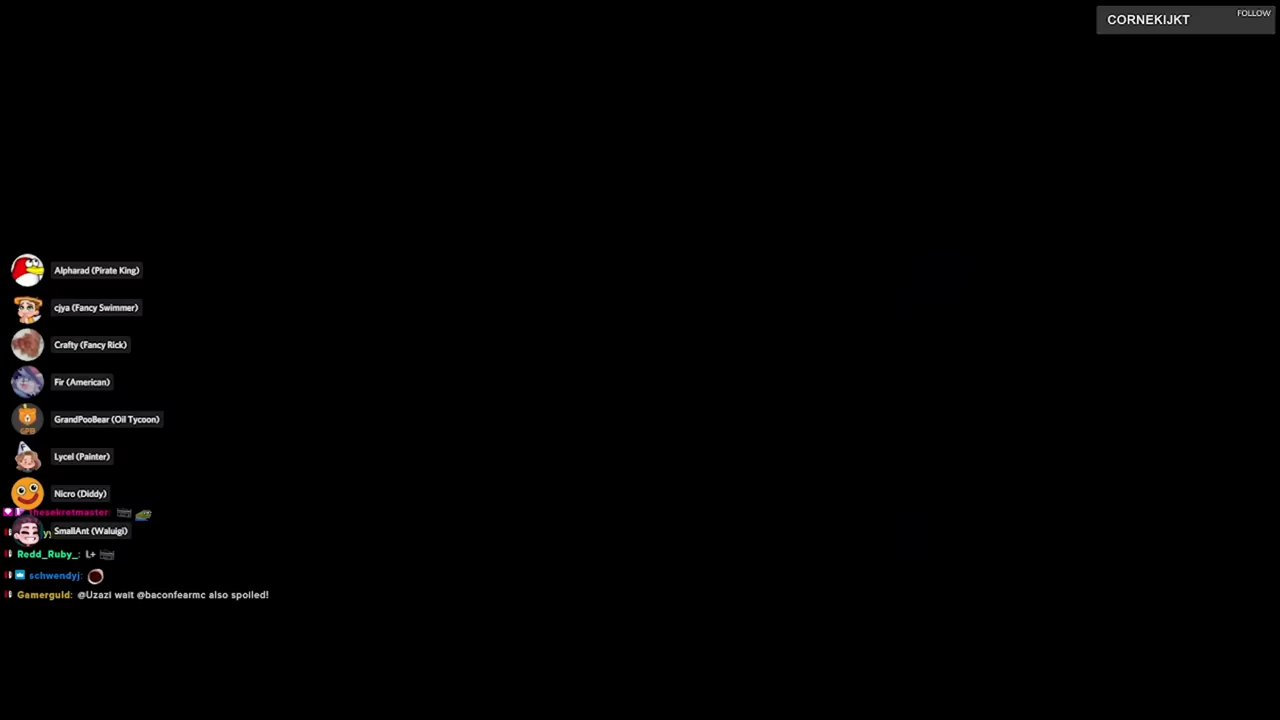 CORNEKIJKT
FOLLOW
Alpharad (Pirate King)
cjya (Fancy Swimmer)
Crafty (Fancy Rick)
Fir (American)
GrandPooBear (Oil Tycoon)
Lycel (Painter)
Nicro (Diddy)
Thesekretmaster:
SmallAnt (Waluigi)
Redd_Ruby_: L+
schwendyj:
Gamerguld: @Uzazi wait @baconfearmc also spoiled!